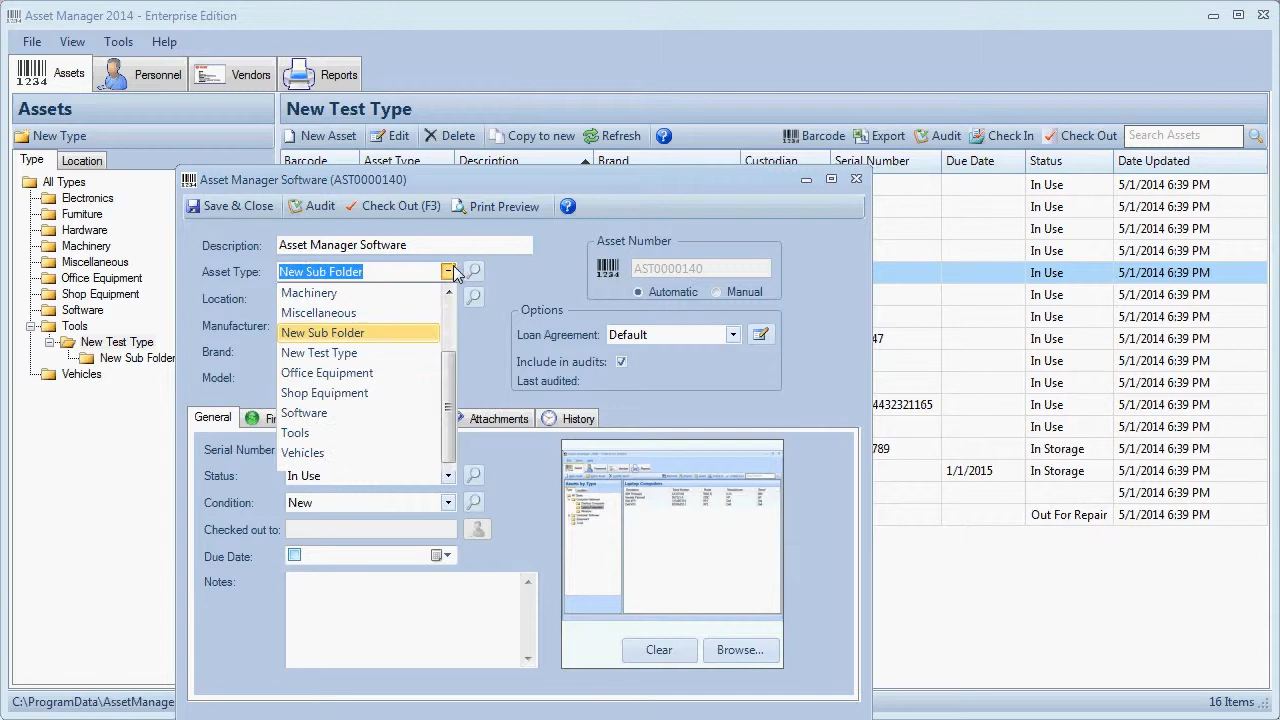 Asset Manager 2014 - Enterprise Edition
File View Tools Help
1234 Assets Personnel Vendors Reports
Assets New Test Type
New Type New Asset Edit Delete Copy to new Refresh Barcode Export Audit Check In Check Out Search Assets
Type Location Barcode Asset Type Description Brand Custodian Serial Number Due Date Status Date Updated
All Types
Electronics
Furniture
Hardware
Machinery
Miscellaneous
Office Equipment
Shop Equipment
Software
Tools
New Test Type
New Sub Folder
Vehicles
Asset Manager Software (AST0000140)
Save & Close Audit Check Out (F3) Print Preview
Description: Asset Manager Software
Asset Type: New Sub Folder
Location:
Manufacturer:
Brand:
Model:
Machinery
Miscellaneous
New Sub Folder
New Test Type
Office Equipment
Shop Equipment
Software
Tools
Vehicles
Asset Number
AST0000140
Automatic Manual
Options
Loan Agreement: Default
Include in audits:
Last audited:
General Attachments History
Serial Number
Status: In Use
Condition: New
Checked out to:
Due Date:
Notes:
Clear Browse...
In Use 5/1/2014 6:39 PM
In Use 5/1/2014 6:39 PM
In Use 5/1/2014 6:39 PM
In Use 5/1/2014 6:39 PM
In Use 5/1/2014 6:39 PM
In Use 5/1/2014 6:39 PM
In Use 5/1/2014 6:39 PM
47 In Use 5/1/2014 6:39 PM
In Use 5/1/2014 6:39 PM
In Use 5/1/2014 6:39 PM
4432321165 In Use 5/1/2014 6:39 PM
In Use 5/1/2014 6:39 PM
789 In Storage 5/1/2014 6:39 PM
1/1/2015 In Storage 5/1/2014 6:39 PM
In Use 5/1/2014 6:39 PM
Out For Repair 5/1/2014 6:39 PM
C:\ProgramData\AssetManage 16 Items